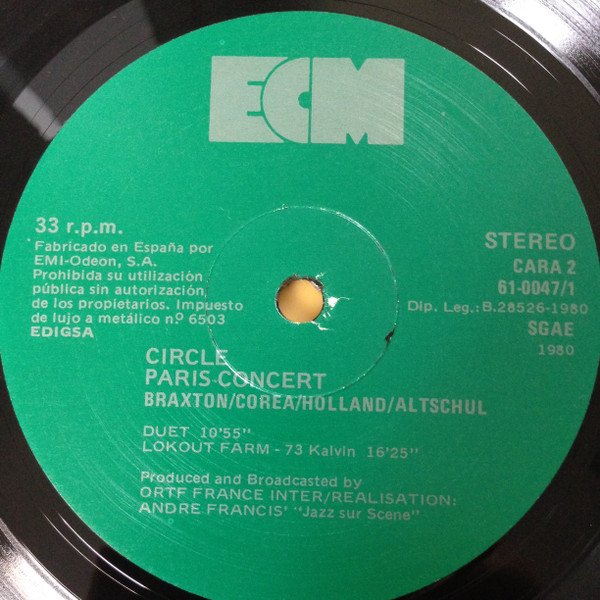 ECM
33 r.p.m.
Fabricado en España por
EMI-Odeon, S.A.
Prohibida su utilización
pública sin autorización
de los propietarios. Impuesto
de lujo a metálico n.º 6503
EDIGSA
STEREO
CARA 2
61-0047/1
Dip. Leg.: B.28526-1980
SGAE
1980
CIRCLE
PARIS-CONCERT
BRAXTON/COREA/HOLLAND/ALTSCHUL
DUET 10'55"
LOKOUT FARM - 73 Kalvin 16'25"
Produced and Broadcasted by
ORTF FRANCE INTER/REALISATION:
ANDRE FRANCIS' "Jazz sur Scene"